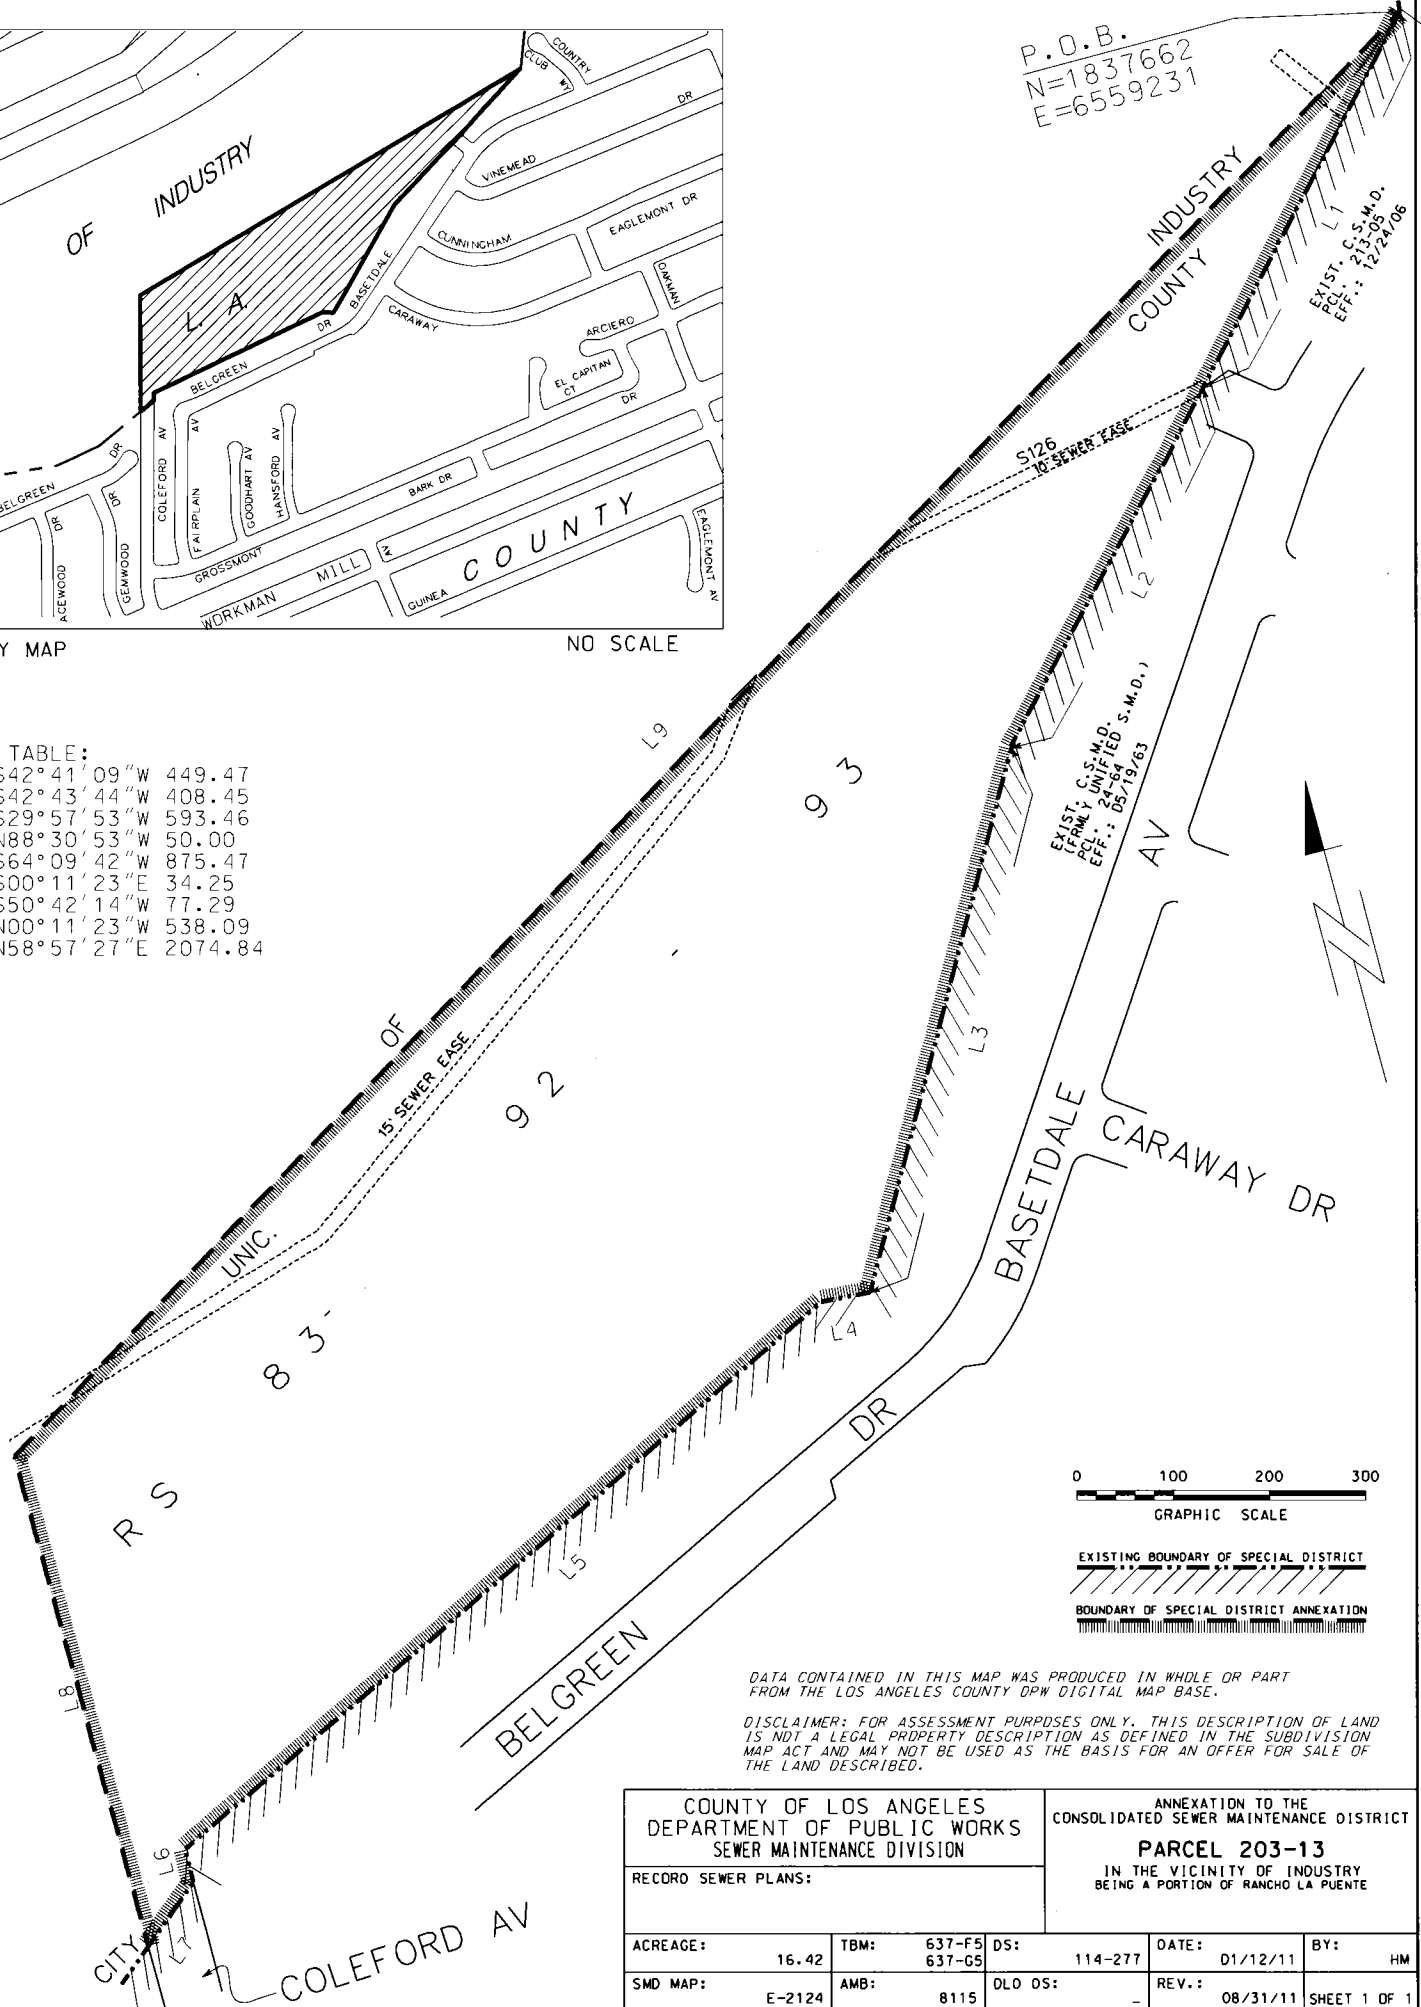 P.O.B.
N=1837662
E=6559231
COUNTRY
CLUB WY
DR
VINEMEAD
EAGLEMONT DR
CUNNINGHAM
OAKMAN
BASETDALE
CARAWAY
ARCIERO
EL CAPITAN
CT
DR
OF INDUSTRY
L. A.
DR
BELGREEN
COLEFORD AV
FAIRPLAIN AV
GOODHART AV
HANSFORD AV
BARK DR
BELGREEN DR
ACEWOOD DR
GEMWOOD DR
GROSSMONT
WORKMAN MILL AV
GUINEA
COUNTY
EAGLEMONT AV
Y MAP
NO SCALE
TABLE:
S42°41'09"W 449.47
S42°43'44"W 408.45
S29°57'53"W 593.46
N88°30'53"W 50.00
S64°09'42"W 875.47
S00°11'23"E 34.25
S50°42'14"W 77.29
N00°11'23"W 538.09
N58°57'27"E 2074.84
INDUSTRY
COUNTY
L1
EXIST. C.S.M.D.
PCL. 213-05
EFF.: 12/24/06
S126
10' SEWER EASE
L2
L9
93
EXIST. C.S.M.D.
(FRMLY UNIFIED S.M.D.)
PCL. 24-64
EFF.: 05/19/63
AV
L3
OF
15' SEWER EASE
92
BASETDALE
CARAWAY DR
UNIC.
83
L4
DR
RS
L5
BELGREEN
L8
L6
L7
CITY
COLEFORD AV
0 100 200 300
GRAPHIC SCALE
EXISTING BOUNDARY OF SPECIAL DISTRICT
BOUNDARY OF SPECIAL DISTRICT ANNEXATION
DATA CONTAINED IN THIS MAP WAS PRODUCED IN WHOLE OR PART
FROM THE LOS ANGELES COUNTY DPW DIGITAL MAP BASE.
DISCLAIMER: FOR ASSESSMENT PURPOSES ONLY. THIS DESCRIPTION OF LAND
IS NOT A LEGAL PROPERTY DESCRIPTION AS DEFINED IN THE SUBDIVISION
MAP ACT AND MAY NOT BE USED AS THE BASIS FOR AN OFFER FOR SALE OF
THE LAND DESCRIBED.
COUNTY OF LOS ANGELES
DEPARTMENT OF PUBLIC WORKS
SEWER MAINTENANCE DIVISION
RECORD SEWER PLANS:
ANNEXATION TO THE
CONSOLIDATED SEWER MAINTENANCE DISTRICT
PARCEL 203-13
IN THE VICINITY OF INDUSTRY
BEING A PORTION OF RANCHO LA PUENTE
ACREAGE: 16.42
TBM: 637-F5
637-G5
DS: 114-277
DATE: 01/12/11
BY: HM
SMD MAP: E-2124
AMB: 8115
OLD DS: -
REV.: 08/31/11
SHEET 1 OF 1